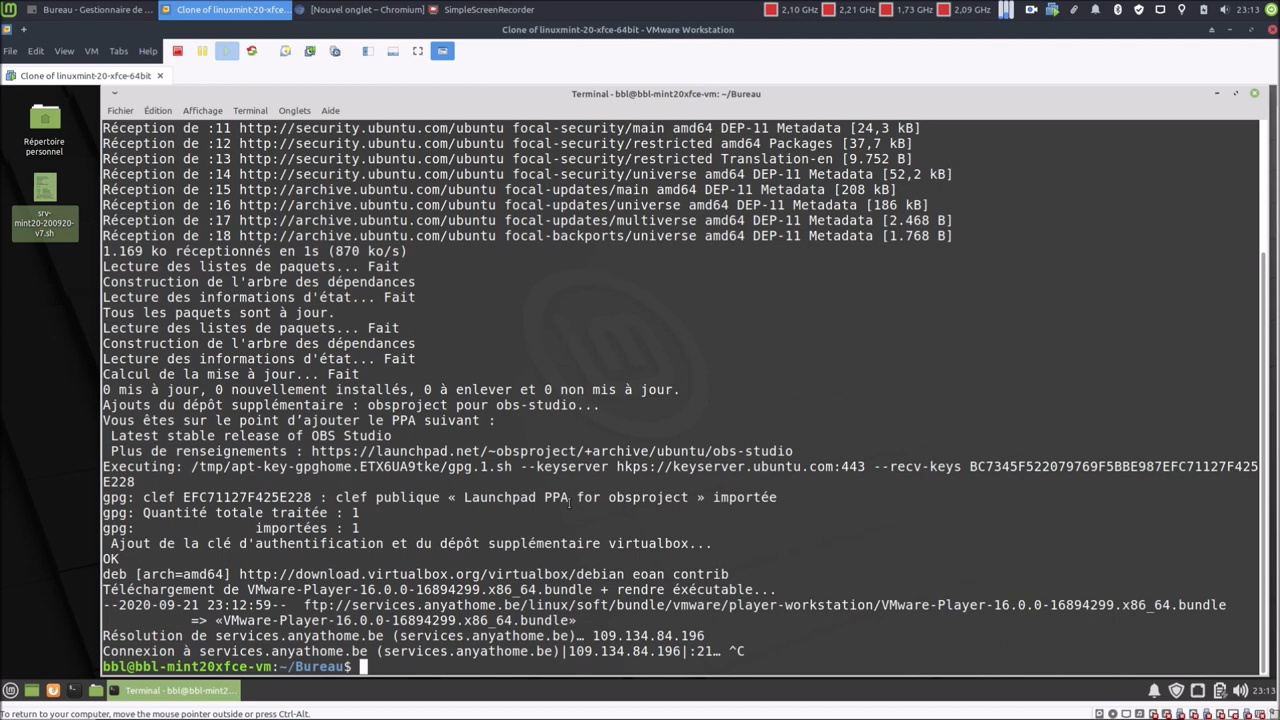 Bureau - Gestionnaire de ...
Clone of linuxmint-20-xfce...
[Nouvel onglet – Chromium]
SimpleScreenRecorder
2,10 GHz
2,21 GHz
1,73 GHz
2,09 GHz
23:13
Clone of linuxmint-20-xfce-64bit - VMware Workstation
File Edit View VM Tabs Help
Clone of linuxmint-20-xfce-64bit
Terminal - bbl@bbl-mint20xfce-vm: ~/Bureau
Fichier Édition Affichage Terminal Onglets Aide
Répertoire
personnel
srv-
mint20-200920-
v7.sh
Réception de :11 http://security.ubuntu.com/ubuntu focal-security/main amd64 DEP-11 Metadata [24,3 kB]
Réception de :12 http://security.ubuntu.com/ubuntu focal-security/restricted amd64 Packages [37,7 kB]
Réception de :13 http://security.ubuntu.com/ubuntu focal-security/restricted Translation-en [9.752 B]
Réception de :14 http://security.ubuntu.com/ubuntu focal-security/universe amd64 DEP-11 Metadata [52,2 kB]
Réception de :15 http://archive.ubuntu.com/ubuntu focal-updates/main amd64 DEP-11 Metadata [208 kB]
Réception de :16 http://archive.ubuntu.com/ubuntu focal-updates/universe amd64 DEP-11 Metadata [186 kB]
Réception de :17 http://archive.ubuntu.com/ubuntu focal-updates/multiverse amd64 DEP-11 Metadata [2.468 B]
Réception de :18 http://archive.ubuntu.com/ubuntu focal-backports/universe amd64 DEP-11 Metadata [1.768 B]
1.169 ko réceptionnés en 1s (870 ko/s)
Lecture des listes de paquets... Fait
Construction de l'arbre des dépendances
Lecture des informations d'état... Fait
Tous les paquets sont à jour.
Lecture des listes de paquets... Fait
Construction de l'arbre des dépendances
Lecture des informations d'état... Fait
Calcul de la mise à jour... Fait
0 mis à jour, 0 nouvellement installés, 0 à enlever et 0 non mis à jour.
Ajouts du dépôt supplémentaire : obsproject pour obs-studio...
Vous êtes sur le point d’ajouter le PPA suivant :
Latest stable release of OBS Studio
Plus de renseignements : https://launchpad.net/~obsproject/+archive/ubuntu/obs-studio
Executing: /tmp/apt-key-gpghome.ETX6UA9tke/gpg.1.sh --keyserver hkps://keyserver.ubuntu.com:443 --recv-keys BC7345F522079769F5BBE987EFC71127F425
E228
gpg: clef EFC71127F425E228 : clef publique « Launchpad PPA for obsproject » importée
gpg: Quantité totale traitée : 1
gpg: importées : 1
Ajout de la clé d'authentification et du dépôt supplémentaire virtualbox...
OK
deb [arch=amd64] http://download.virtualbox.org/virtualbox/debian eoan contrib
Téléchargement de VMware-Player-16.0.0-16894299.x86_64.bundle + rendre éxécutable...
--2020-09-21 23:12:59-- ftp://services.anyathome.be/linux/soft/bundle/vmware/player-workstation/VMware-Player-16.0.0-16894299.x86_64.bundle
=> «VMware-Player-16.0.0-16894299.x86_64.bundle»
Résolution de services.anyathome.be (services.anyathome.be)… 109.134.84.196
Connexion à services.anyathome.be (services.anyathome.be)|109.134.84.196|:21… ^C
bbl@bbl-mint20xfce-vm:~/Bureau$
Terminal - bbl@bbl-mint2...
23:13
To return to your computer, move the mouse pointer outside or press Ctrl-Alt.